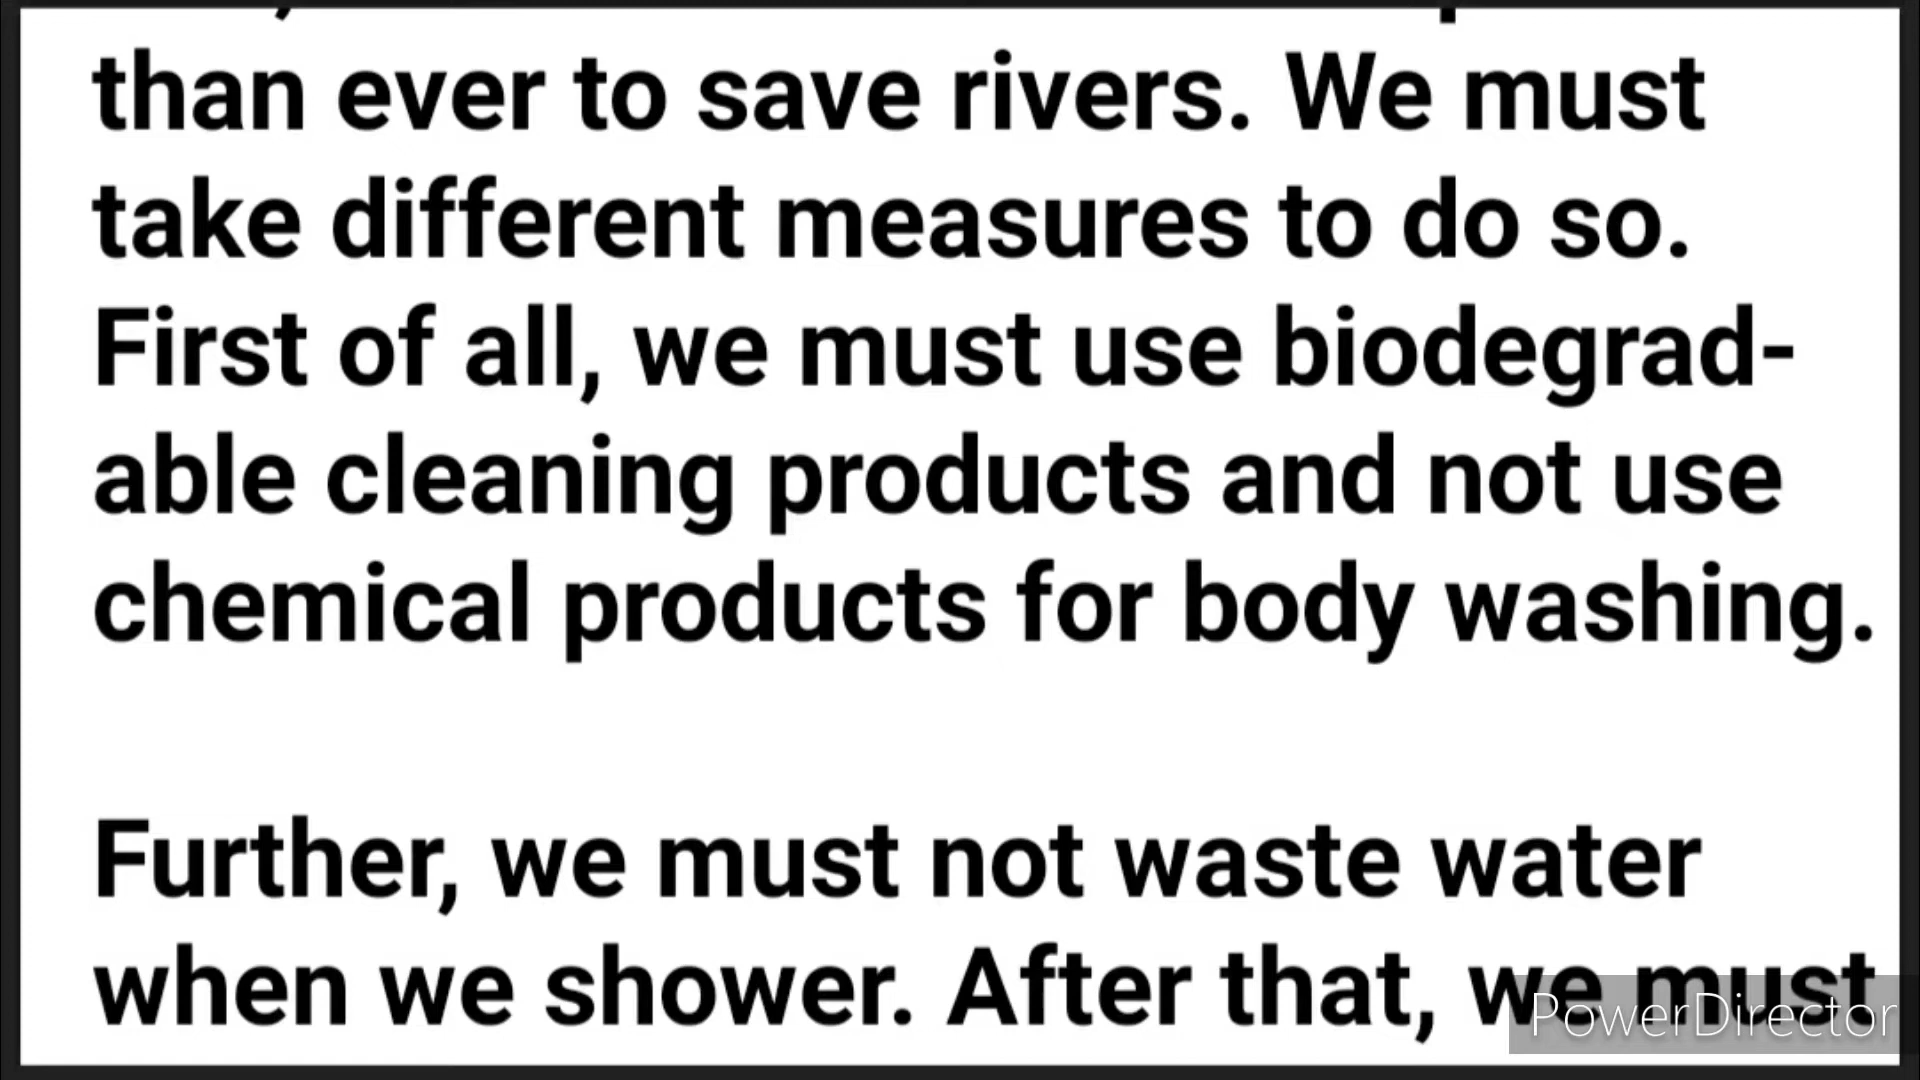 than ever to save rivers. We must
take different measures to do so.
First of all, we must use biodegrad-
able cleaning products and not use
chemical products for body washing.
Further, we must not waste water
when we shower. After that, we must
PowerDirector